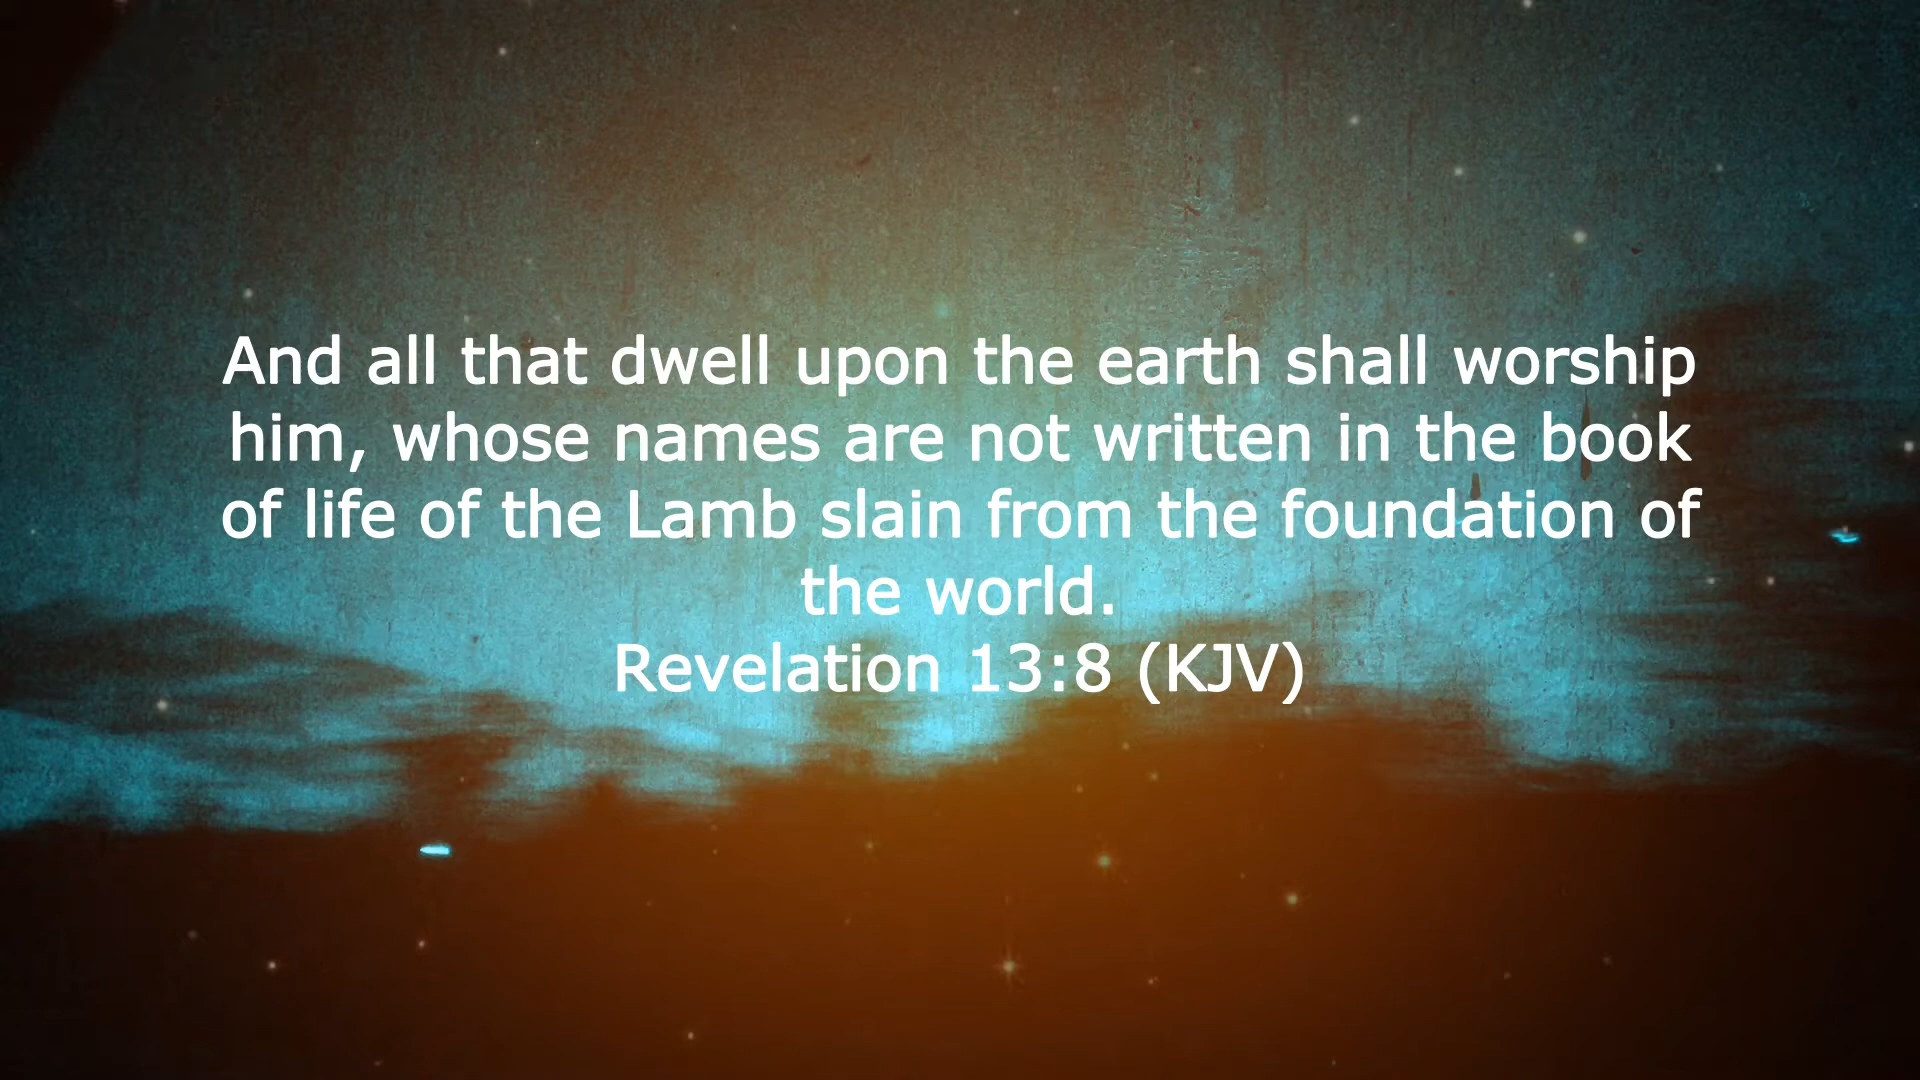 And all that dwell upon the earth shall worship
him, whose names are not written in the book
of life of the Lamb slain from the foundation of
the world.
Revelation 13:8 (KJV)